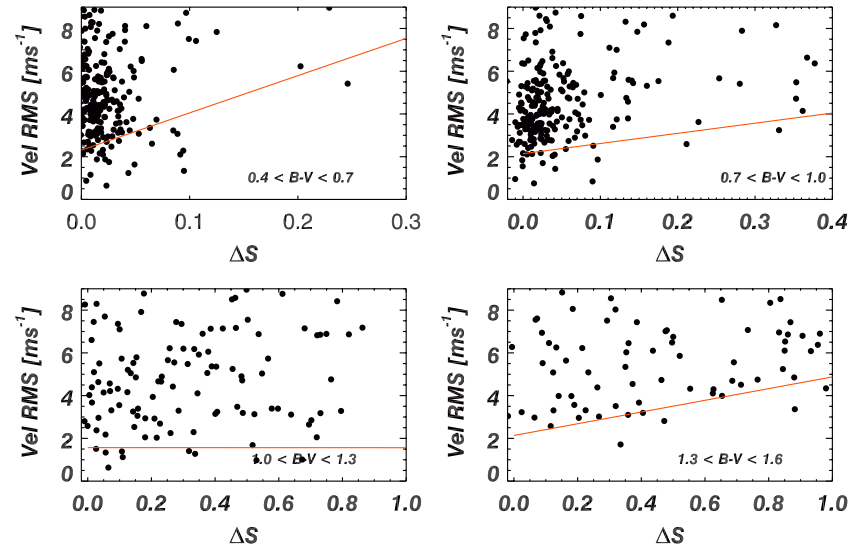 8
6
4
2
0
Vel RMS [ms⁻¹]
0.4 < B-V < 0.7
0.0 0.1 0.2 0.3
ΔS
8
6
4
2
0
Vel RMS [ms⁻¹]
0.7 < B-V < 1.0
0.0 0.1 0.2 0.3 0.4
ΔS
8
6
4
2
0
Vel RMS [ms⁻¹]
1.0 < B-V < 1.3
0.0 0.2 0.4 0.6 0.8 1.0
ΔS
8
6
4
2
0
Vel RMS [ms⁻¹]
1.3 < B-V < 1.6
0.0 0.2 0.4 0.6 0.8 1.0
ΔS